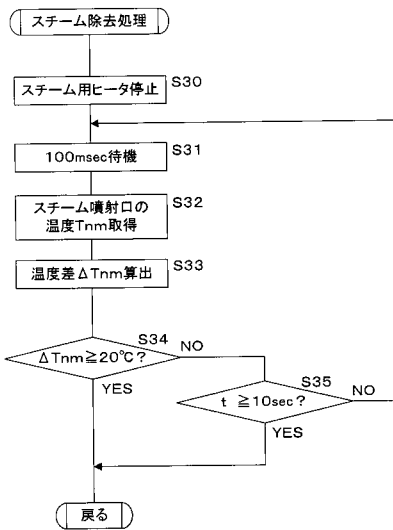 スチーム除去処理
スチーム用ヒータ停止
S30
100msec待機
S31
スチーム噴射口の
温度Tnm取得
S32
温度差ΔTnm算出
S33
S34
ΔTnm≧20℃?
NO
YES
S35
t ≧10sec?
NO
YES
戻る